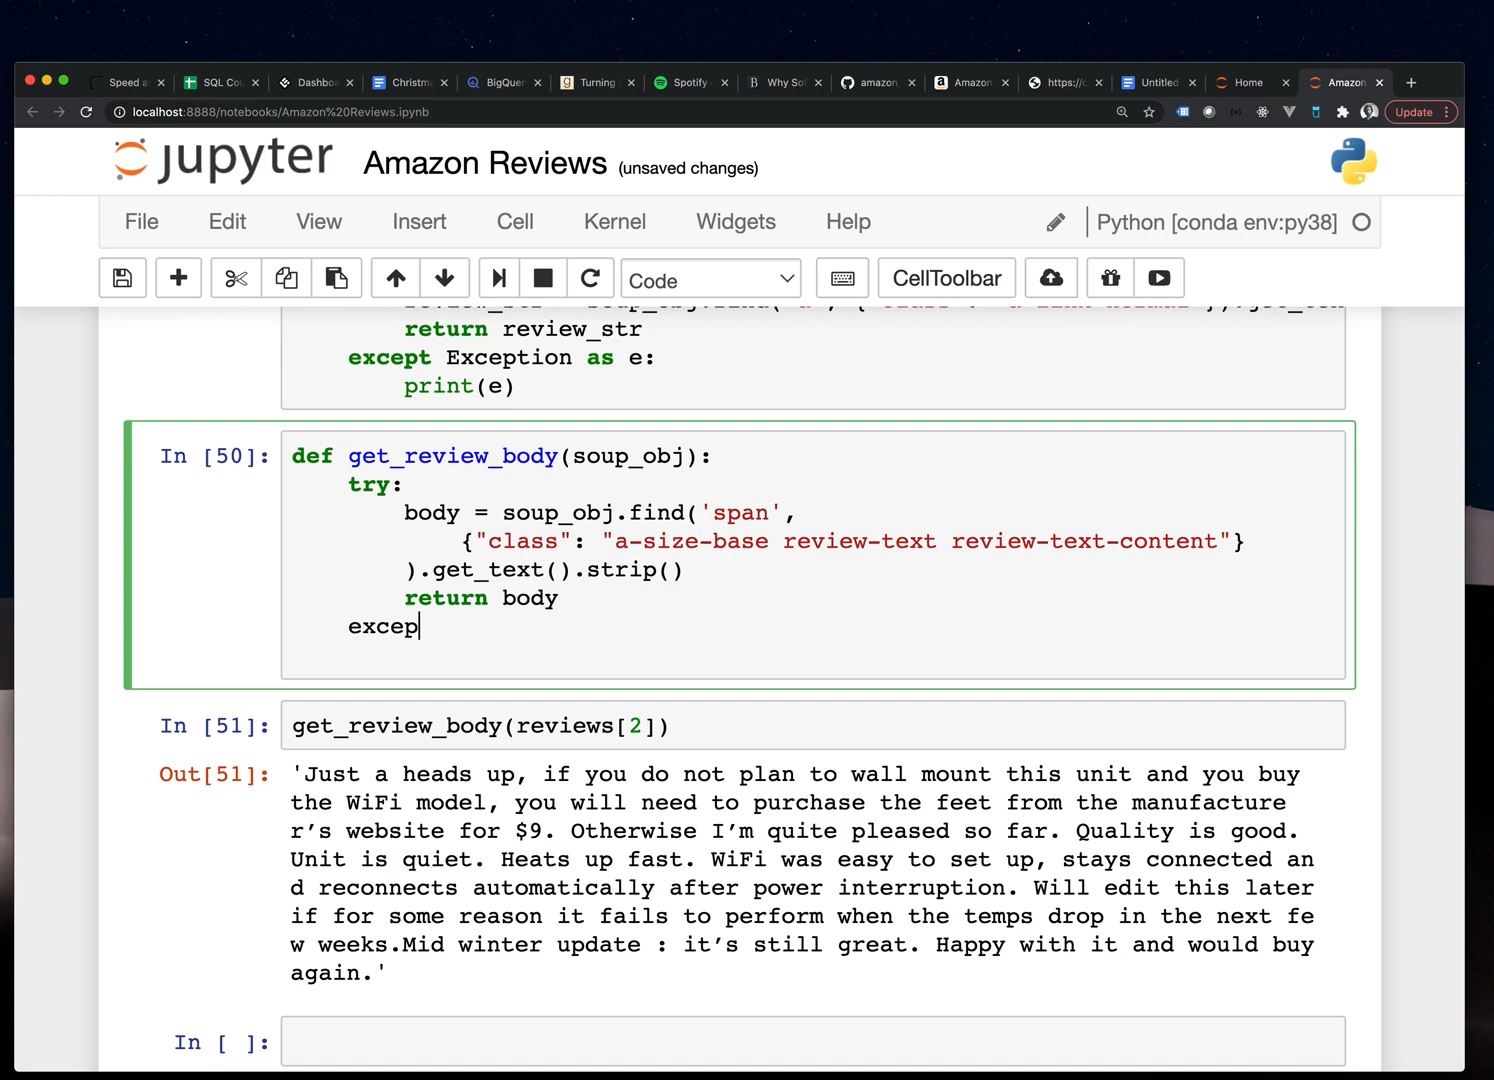 Speed a
SQL Cou
Dashbo
Christm
BigQuer
Turning
Spotify
Why Sof
amazon
Amazon
https://c
Untitled
Home
Amazon
localhost:8888/notebooks/Amazon%20Reviews.ipynb
Update
jupyter Amazon Reviews (unsaved changes)
File Edit View Insert Cell Kernel Widgets Help Python [conda env:py38]
Code CellToolbar
return review_str
except Exception as e:
print(e)
In [50]: def get_review_body(soup_obj):
try:
body = soup_obj.find('span',
{"class": "a-size-base review-text review-text-content"}
).get_text().strip()
return body
excep
In [51]: get_review_body(reviews[2])
Out[51]: 'Just a heads up, if you do not plan to wall mount this unit and you buy
the WiFi model, you will need to purchase the feet from the manufacture
r’s website for $9. Otherwise I’m quite pleased so far. Quality is good.
Unit is quiet. Heats up fast. WiFi was easy to set up, stays connected an
d reconnects automatically after power interruption. Will edit this later
if for some reason it fails to perform when the temps drop in the next fe
w weeks.Mid winter update : it’s still great. Happy with it and would buy
again.'
In [ ]: